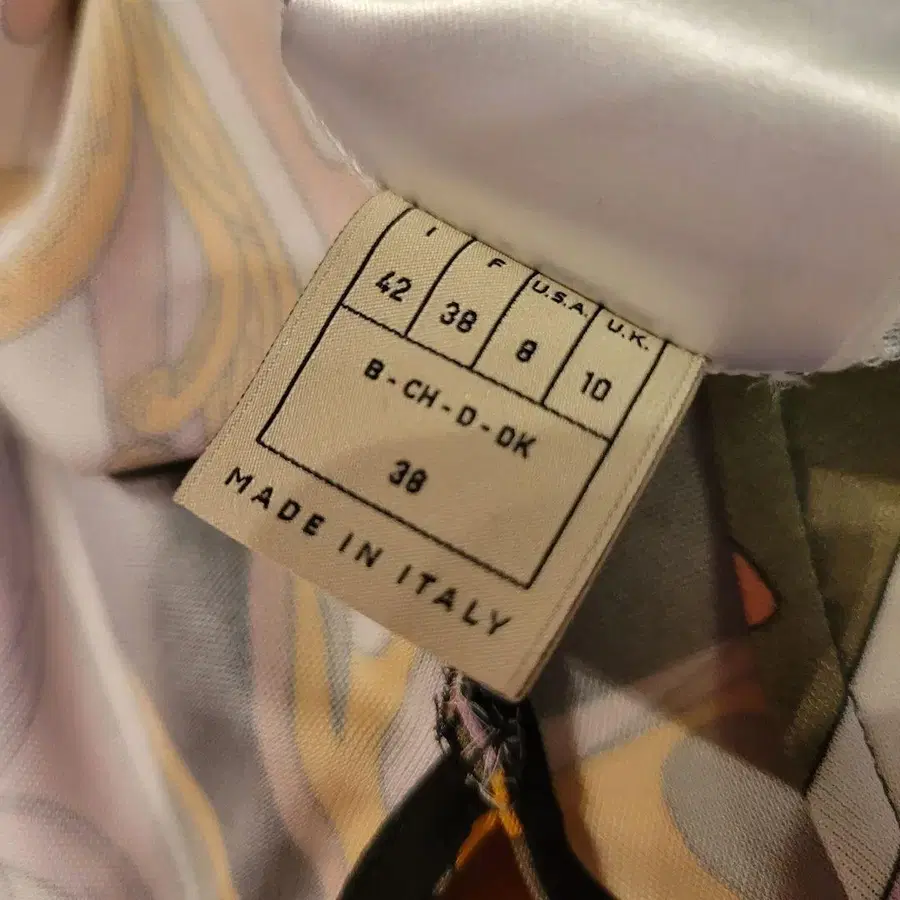 I F U.S.A. U.K.
42 38 8 10
B - CH - D - DK
38
MADE IN ITALY